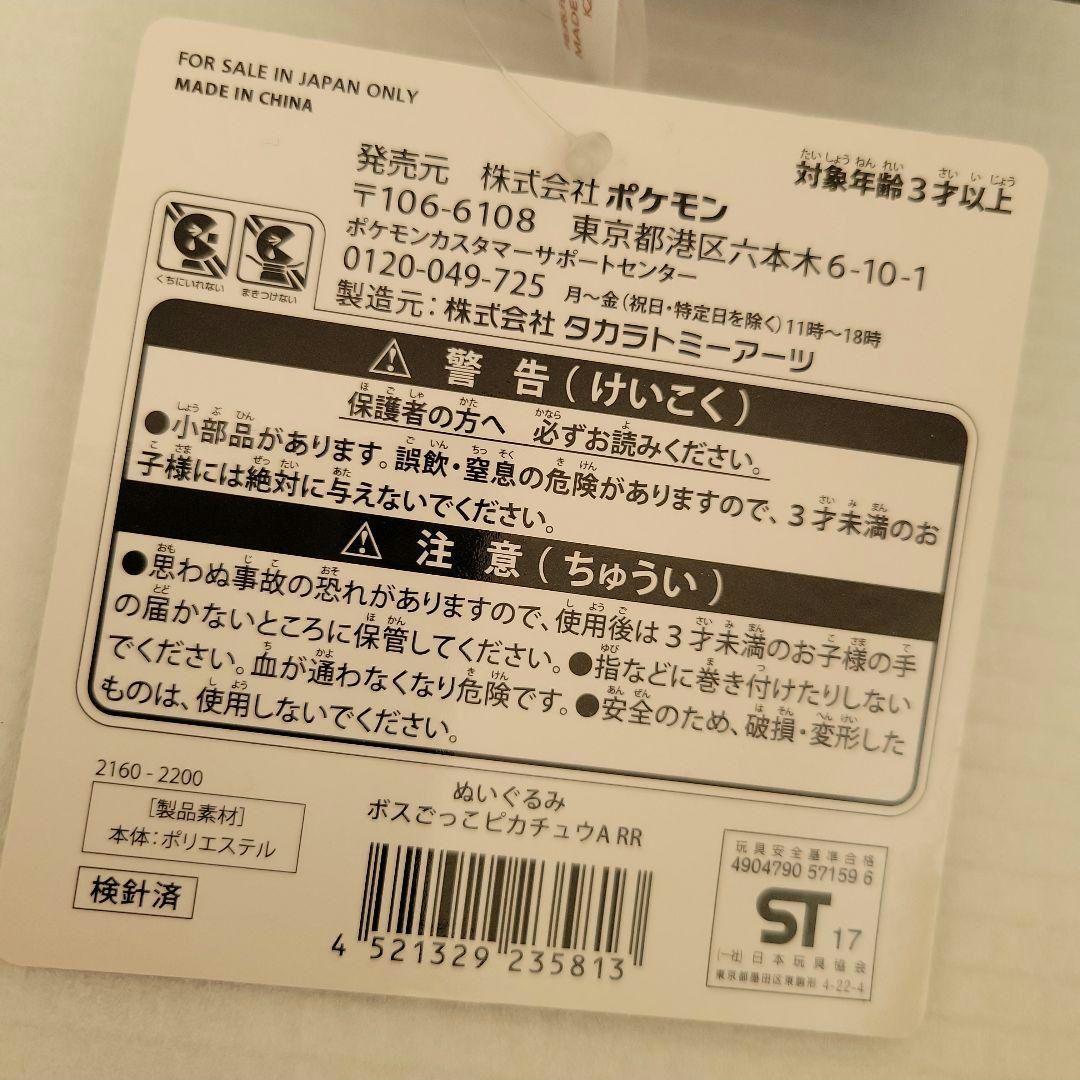 FOR SALE IN JAPAN ONLY
MADE IN CHINA
対象年齢3才以上
発売元 株式会社 ポケモン
〒106-6108 東京都港区六本木6-10-1
ポケモンカスタマーサポートセンター
0120-049-725 月~金(祝日・特定日を除く)11時~18時
製造元:株式会社 タカラトミーアーツ
くちにいれない
まきつけない
警告(けいこく)
保護者の方へ 必ずお読みください。
●小部品があります。誤飲・窒息の危険がありますので、3才未満のお
子様には絶対に与えないでください。
注意(ちゅうい)
●思わぬ事故の恐れがありますので、使用後は3才未満のお子様の手
の届かないところに保管してください。●指などに巻き付けたりしない
でください。血が通わなくなり危険です。●安全のため、破損・変形した
ものは、使用しないでください。
2160-2200
[製品素材]
本体:ポリエステル
検針済
ぬいぐるみ
ボスごっこピカチュウA RR
4 521329 235813
玩具安全基準合格
4904790 57159 6
ST 17
(一社)日本玩具協会
東京都墨田区東駒形 4-22-4